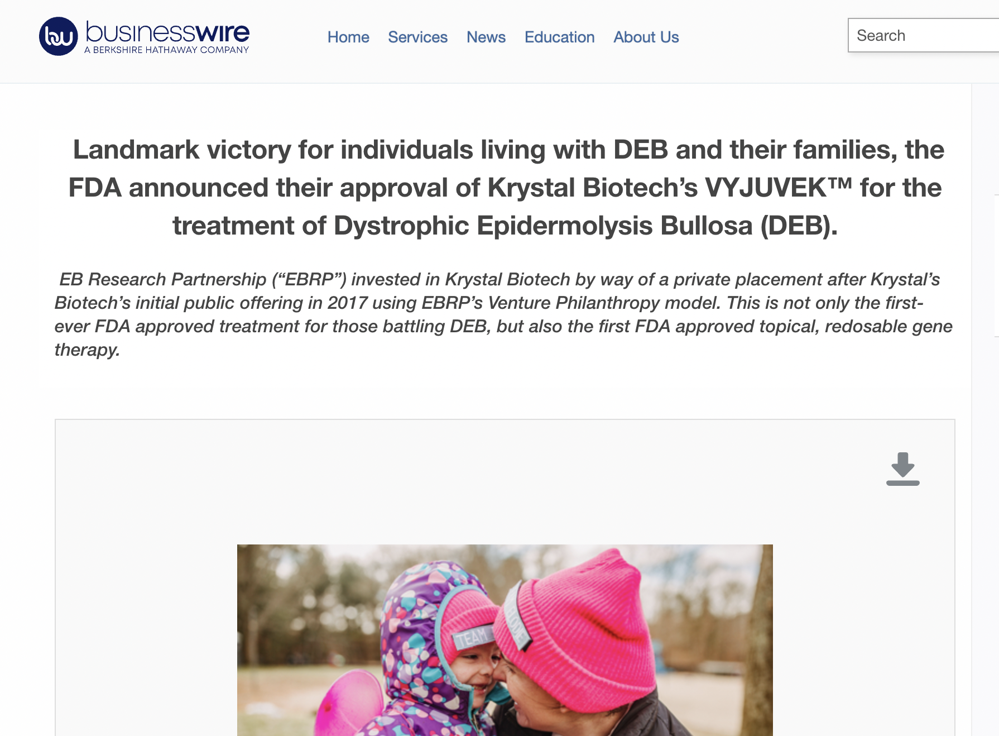 businesswire
A BERKSHIRE HATHAWAY COMPANY
Home Services News Education About Us
Search
Landmark victory for individuals living with DEB and their families, the
FDA announced their approval of Krystal Biotech’s VYJUVEK™ for the
treatment of Dystrophic Epidermolysis Bullosa (DEB).
EB Research Partnership (“EBRP”) invested in Krystal Biotech by way of a private placement after Krystal’s
Biotech’s initial public offering in 2017 using EBRP’s Venture Philanthropy model. This is not only the first-
ever FDA approved treatment for those battling DEB, but also the first FDA approved topical, redosable gene
therapy.
TEAM